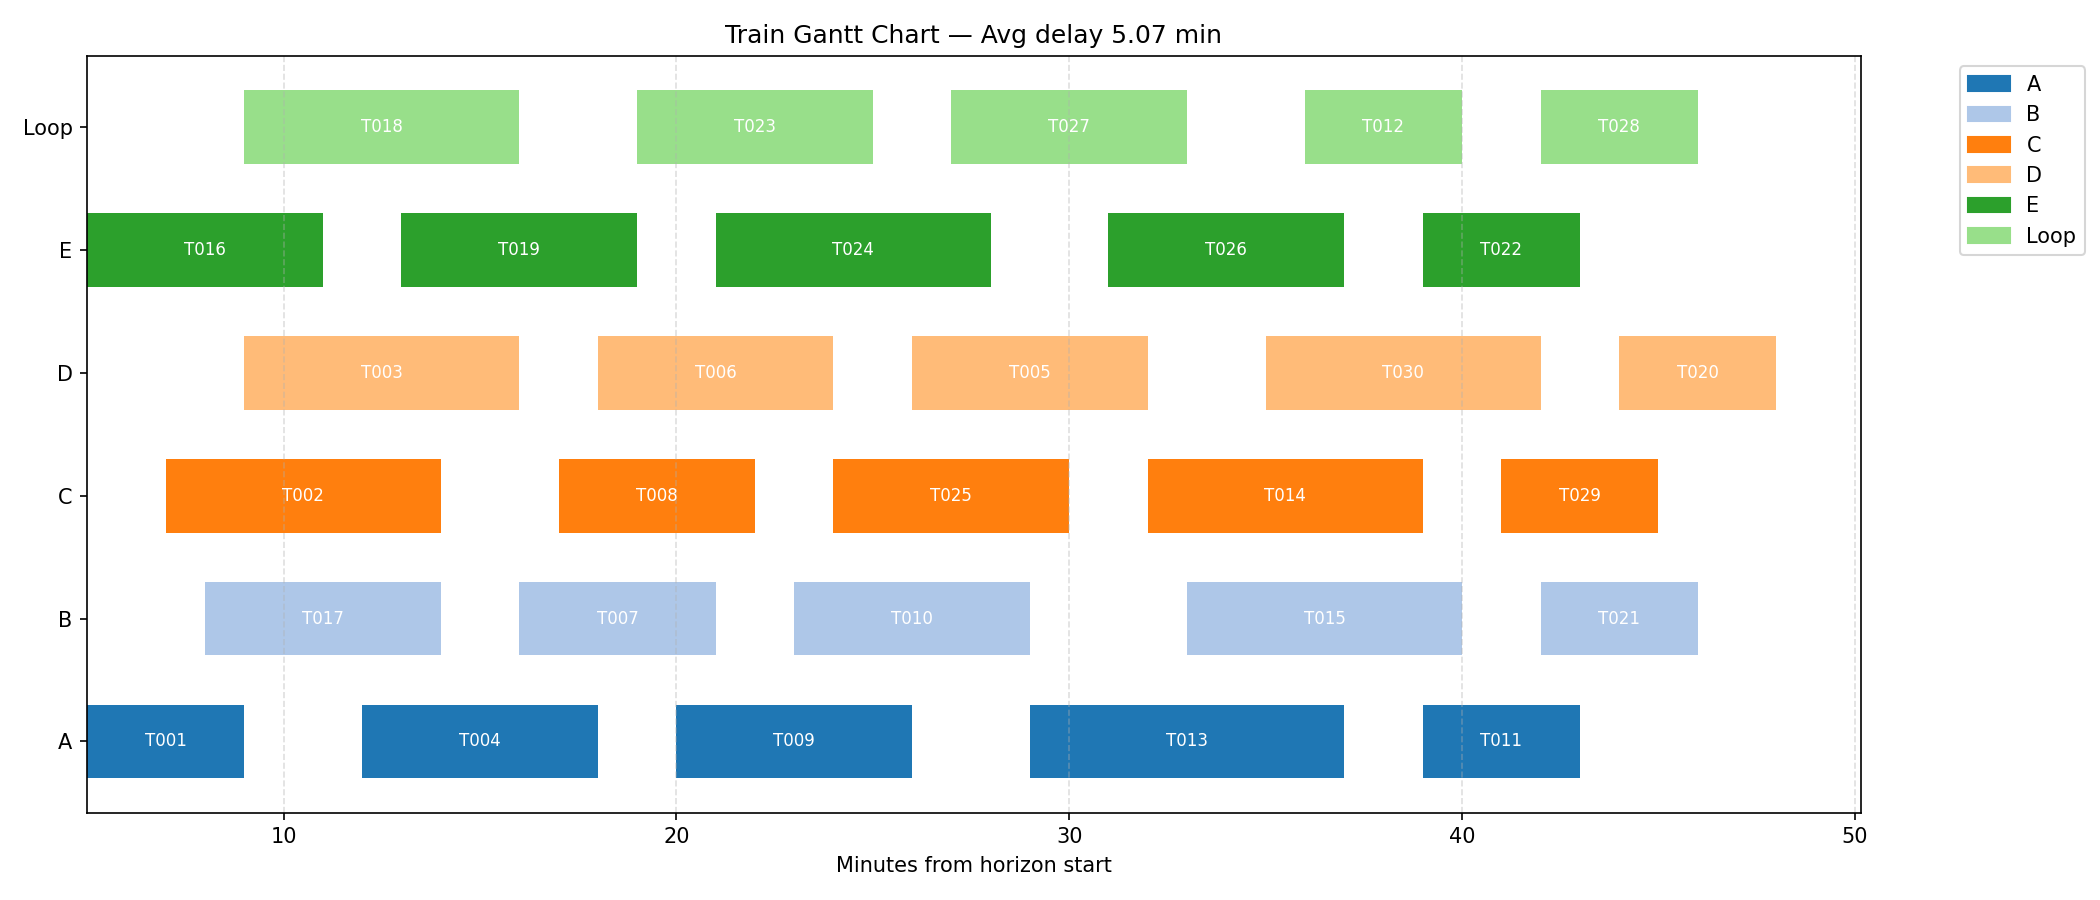 Train Gantt Chart — Avg delay 5.07 min
Loop
T018
T023
T027
T012
T028
E
T016
T019
T024
T026
T022
D
T003
T006
T005
T030
T020
C
T002
T008
T025
T014
T029
B
T017
T007
T010
T015
T021
A
T001
T004
T009
T013
T011
10
20
30
40
50
Minutes from horizon start
A
B
C
D
E
Loop